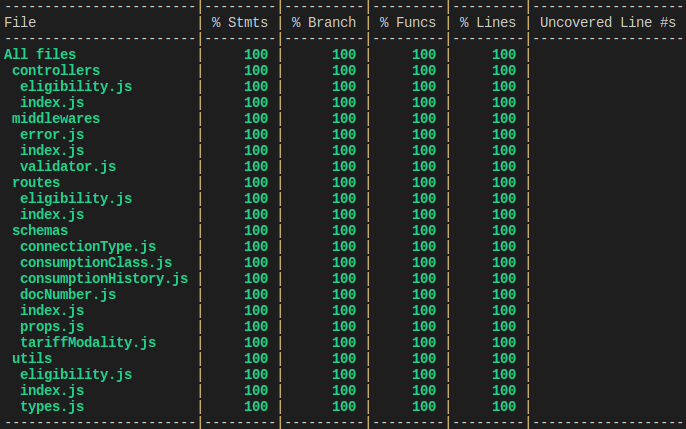 ------------------------|---------|----------|---------|---------|-------------------
File                    | % Stmts | % Branch | % Funcs | % Lines | Uncovered Line #s
------------------------|---------|----------|---------|---------|-------------------
All files               |     100 |      100 |     100 |     100 |
 controllers            |     100 |      100 |     100 |     100 |
  eligibility.js        |     100 |      100 |     100 |     100 |
  index.js              |     100 |      100 |     100 |     100 |
 middlewares            |     100 |      100 |     100 |     100 |
  error.js              |     100 |      100 |     100 |     100 |
  index.js              |     100 |      100 |     100 |     100 |
  validator.js          |     100 |      100 |     100 |     100 |
 routes                 |     100 |      100 |     100 |     100 |
  eligibility.js        |     100 |      100 |     100 |     100 |
  index.js              |     100 |      100 |     100 |     100 |
 schemas                |     100 |      100 |     100 |     100 |
  connectionType.js     |     100 |      100 |     100 |     100 |
  consumptionClass.js   |     100 |      100 |     100 |     100 |
  consumptionHistory.js |     100 |      100 |     100 |     100 |
  docNumber.js          |     100 |      100 |     100 |     100 |
  index.js              |     100 |      100 |     100 |     100 |
  props.js              |     100 |      100 |     100 |     100 |
  tariffModality.js     |     100 |      100 |     100 |     100 |
 utils                  |     100 |      100 |     100 |     100 |
  eligibility.js        |     100 |      100 |     100 |     100 |
  index.js              |     100 |      100 |     100 |     100 |
  types.js              |     100 |      100 |     100 |     100 |
------------------------|---------|----------|---------|---------|-------------------